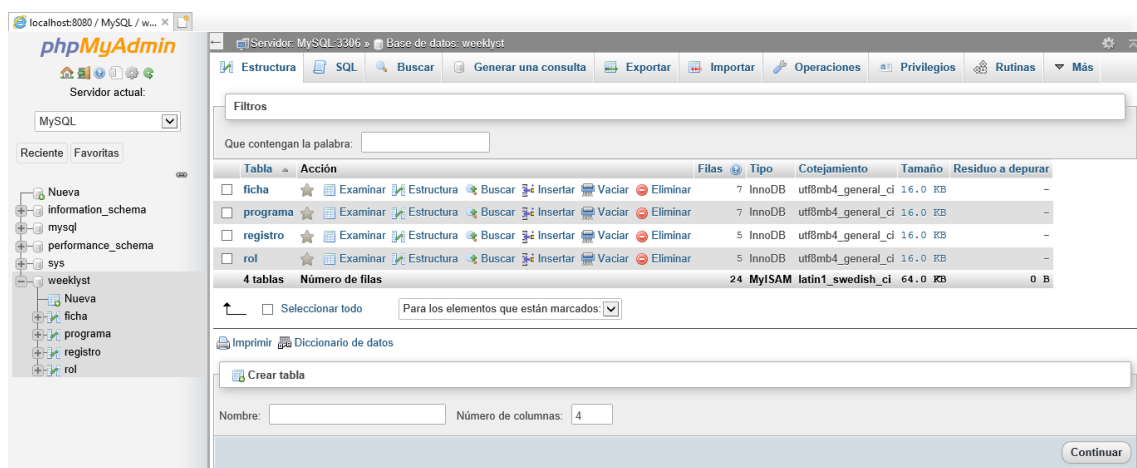 localhost:8080 / MySQL / w...
phpMyAdmin
Servidor actual:
MySQL
Reciente Favoritas
Nueva
information_schema
mysql
performance_schema
sys
weeklyst
Nueva
ficha
programa
registro
rol
Servidor: MySQL:3306 » Base de datos: weeklyst
Estructura SQL Buscar Generar una consulta Exportar Importar Operaciones Privilegios Rutinas Más
Filtros
Que contengan la palabra:
Tabla Acción Filas Tipo Cotejamiento Tamaño Residuo a depurar
ficha Examinar Estructura Buscar Insertar Vaciar Eliminar 7 InnoDB utf8mb4_general_ci 16.0 KB -
programa Examinar Estructura Buscar Insertar Vaciar Eliminar 7 InnoDB utf8mb4_general_ci 16.0 KB -
registro Examinar Estructura Buscar Insertar Vaciar Eliminar 5 InnoDB utf8mb4_general_ci 16.0 KB -
rol Examinar Estructura Buscar Insertar Vaciar Eliminar 5 InnoDB utf8mb4_general_ci 16.0 KB -
4 tablas Número de filas 24 MyISAM latin1_swedish_ci 64.0 KB 0 B
Seleccionar todo Para los elementos que están marcados:
Imprimir Diccionario de datos
Crear tabla
Nombre: Número de columnas: 4
Continuar